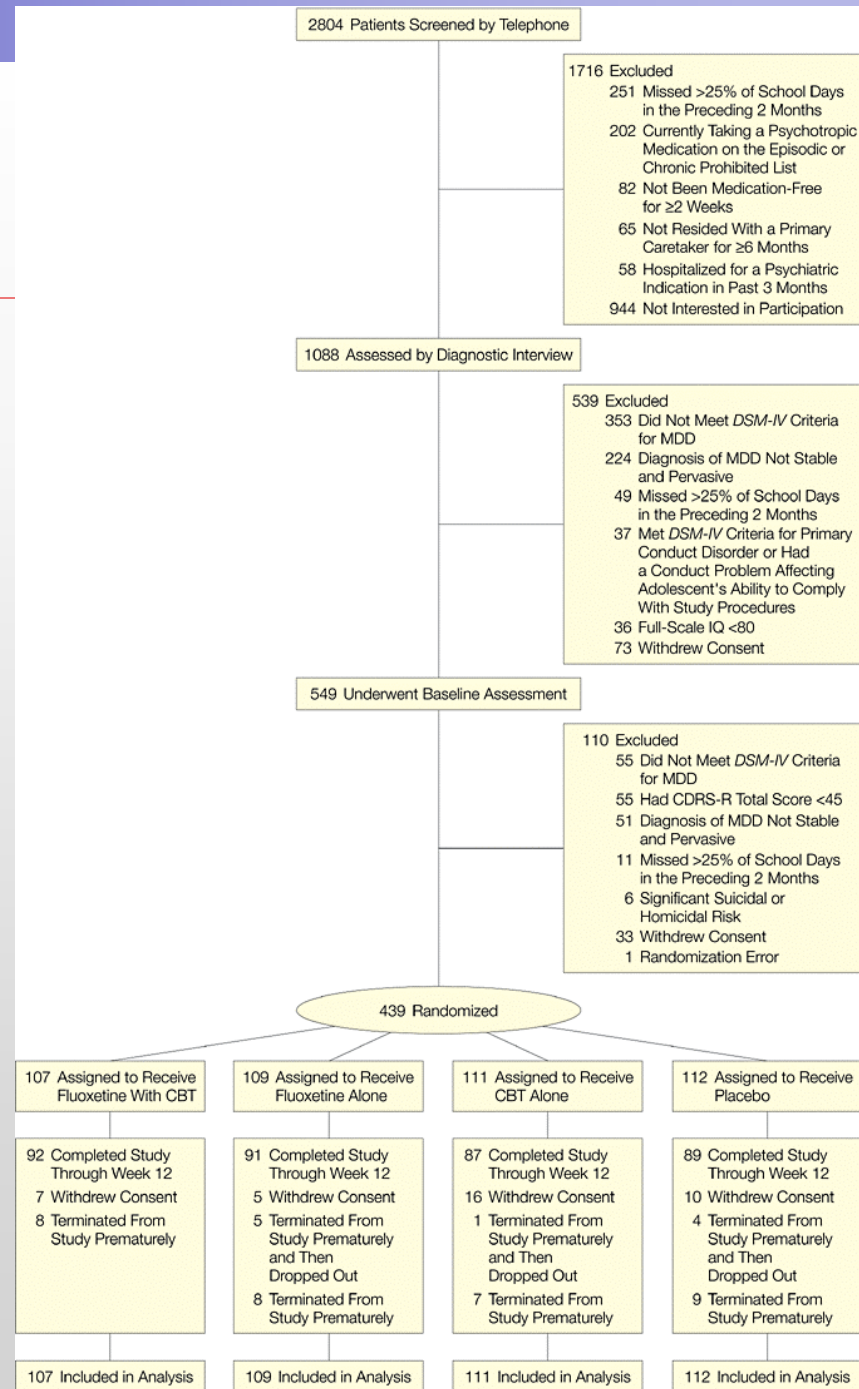 2804 Patients Screened by Telephone
1716 Excluded
251 Missed >25% of School Days
in the Preceding 2 Months
202 Currently Taking a Psychotropic
Medication on the Episodic or
Chronic Prohibited List
82 Not Been Medication-Free
for ≥2 Weeks
65 Not Resided With a Primary
Caretaker for ≥6 Months
58 Hospitalized for a Psychiatric
Indication in Past 3 Months
944 Not Interested in Participation
1088 Assessed by Diagnostic Interview
539 Excluded
353 Did Not Meet DSM-IV Criteria
for MDD
224 Diagnosis of MDD Not Stable
and Pervasive
49 Missed >25% of School Days
in the Preceding 2 Months
37 Met DSM-IV Criteria for Primary
Conduct Disorder or Had
a Conduct Problem Affecting
Adolescent's Ability to Comply
With Study Procedures
36 Full-Scale IQ <80
73 Withdrew Consent
549 Underwent Baseline Assessment
110 Excluded
55 Did Not Meet DSM-IV Criteria
for MDD
55 Had CDRS-R Total Score <45
51 Diagnosis of MDD Not Stable
and Pervasive
11 Missed >25% of School Days
in the Preceding 2 Months
6 Significant Suicidal or
Homicidal Risk
33 Withdrew Consent
1 Randomization Error
439 Randomized
107 Assigned to Receive
Fluoxetine With CBT
109 Assigned to Receive
Fluoxetine Alone
111 Assigned to Receive
CBT Alone
112 Assigned to Receive
Placebo
92 Completed Study
Through Week 12
7 Withdrew Consent
8 Terminated From
Study Prematurely
91 Completed Study
Through Week 12
5 Withdrew Consent
5 Terminated From
Study Prematurely
and Then
Dropped Out
8 Terminated From
Study Prematurely
87 Completed Study
Through Week 12
16 Withdrew Consent
1 Terminated From
Study Prematurely
and Then
Dropped Out
7 Terminated From
Study Prematurely
89 Completed Study
Through Week 12
10 Withdrew Consent
4 Terminated From
Study Prematurely
and Then
Dropped Out
9 Terminated From
Study Prematurely
107 Included in Analysis
109 Included in Analysis
111 Included in Analysis
112 Included in Analysis